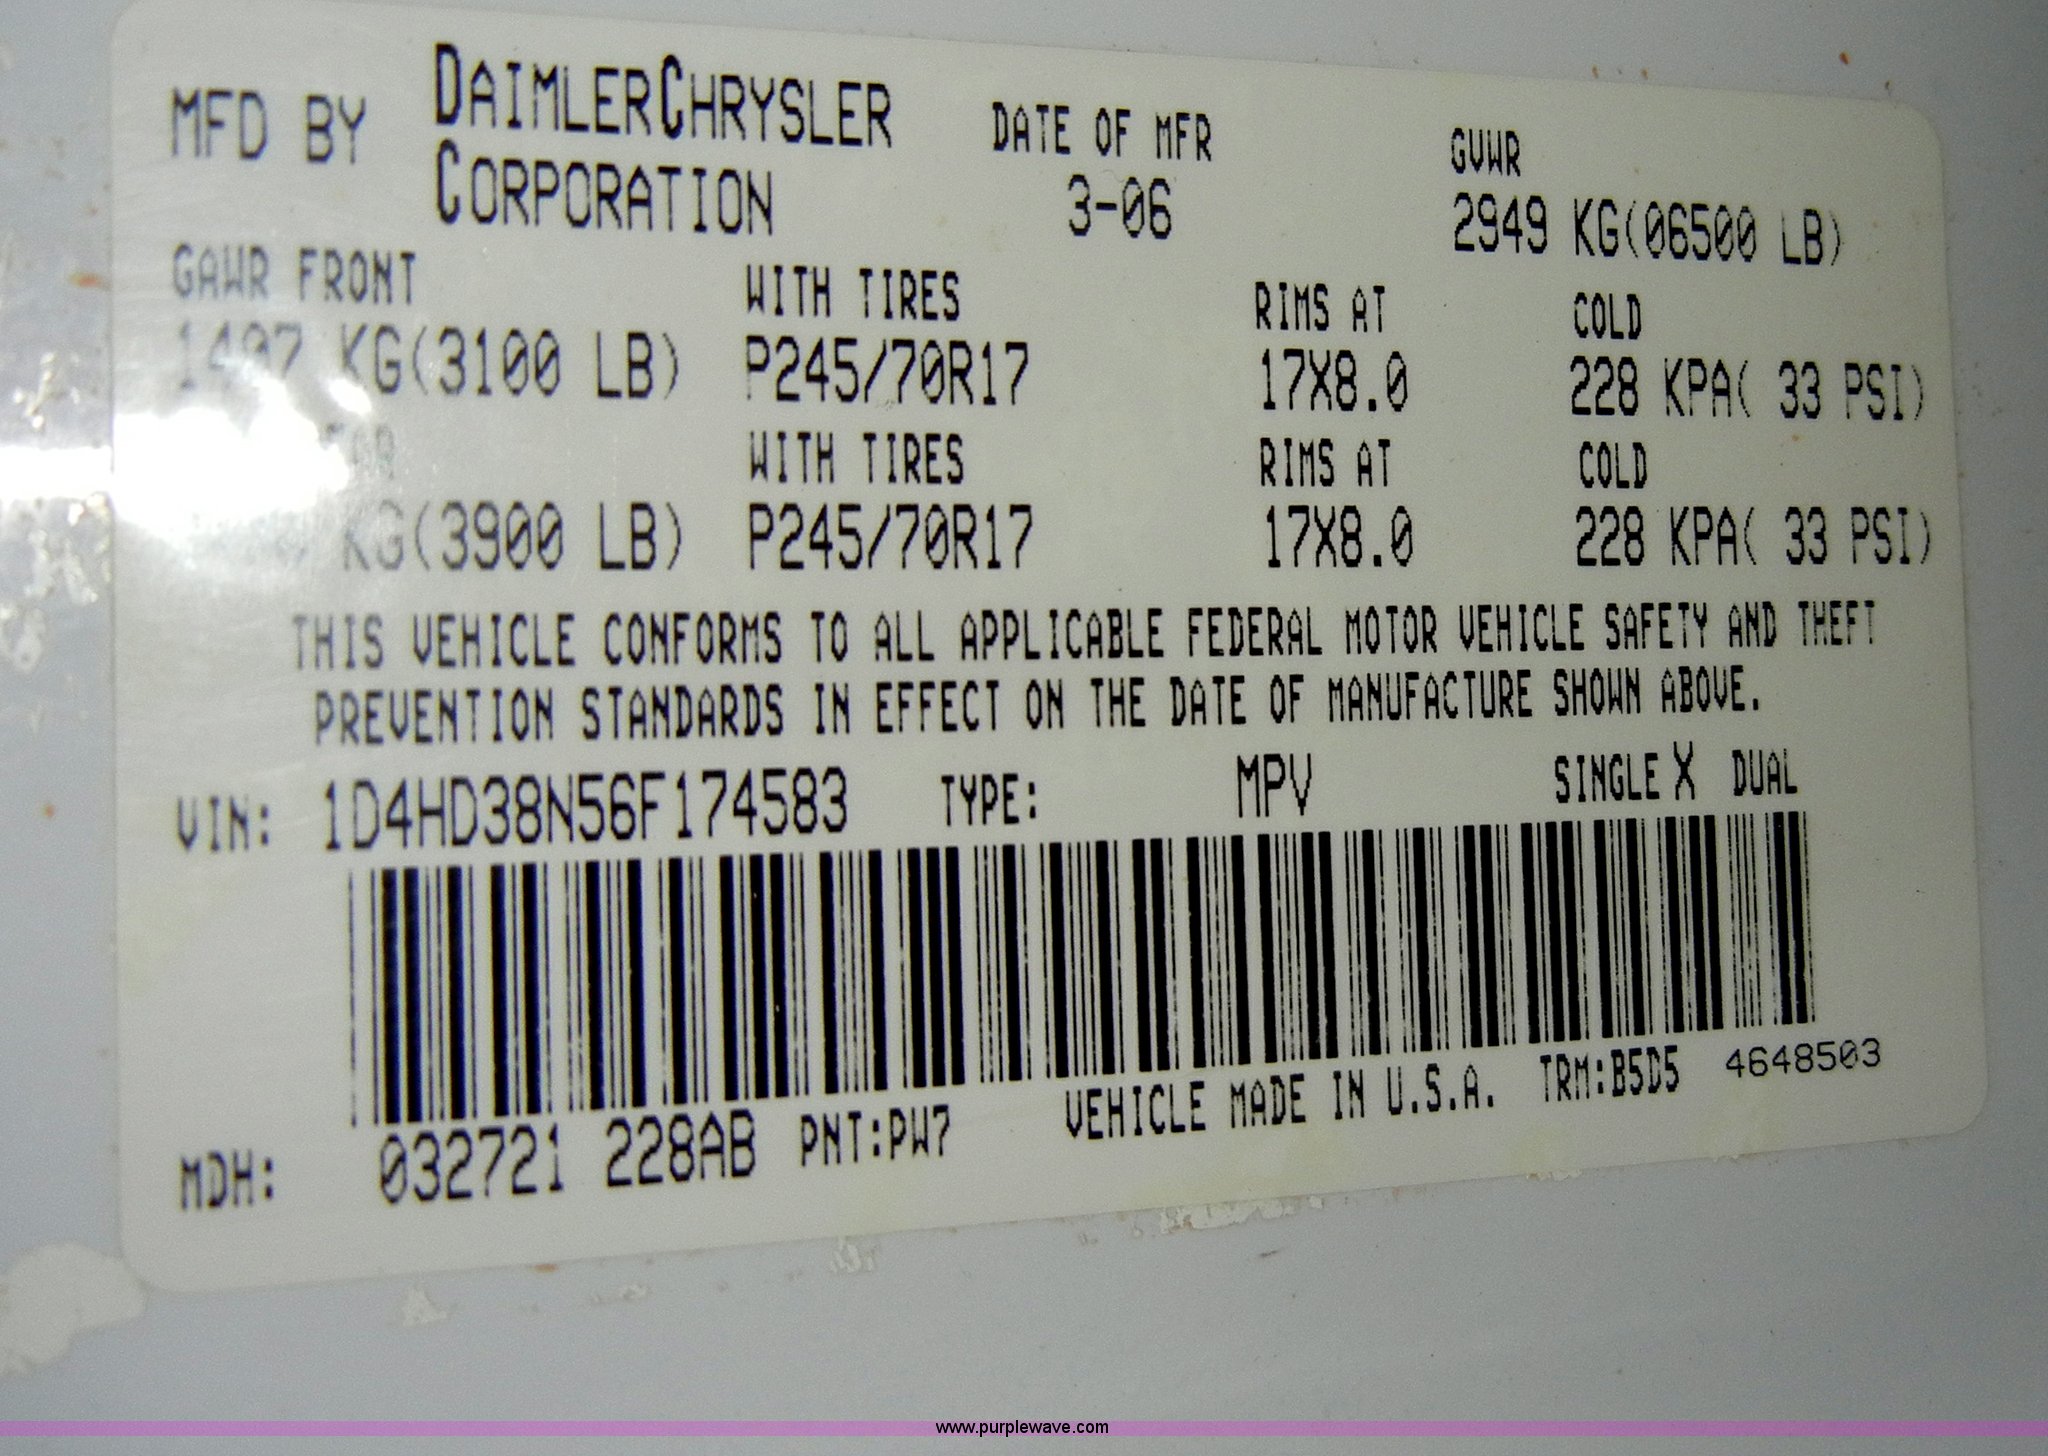 MFD BY DAIMLERCHRYSLER CORPORATION DATE OF MFR 3-06 GVWR 2949 KG(06500 LB)
GAWR FRONT WITH TIRES RIMS AT COLD
1407 KG(3100 LB) P245/70R17 17X8.0 228 KPA( 33 PSI)
WITH TIRES RIMS AT COLD
KG(3900 LB) P245/70R17 17X8.0 228 KPA( 33 PSI)
THIS VEHICLE CONFORMS TO ALL APPLICABLE FEDERAL MOTOR VEHICLE SAFETY AND THEFT
PREVENTION STANDARDS IN EFFECT ON THE DATE OF MANUFACTURE SHOWN ABOVE.
VIN: 1D4HD38N56F174583 TYPE: MPV SINGLE X DUAL
MDH: 032721 228AB PNT:PW7 VEHICLE MADE IN U.S.A. TRM:B5D5 4648503
www.purplewave.com